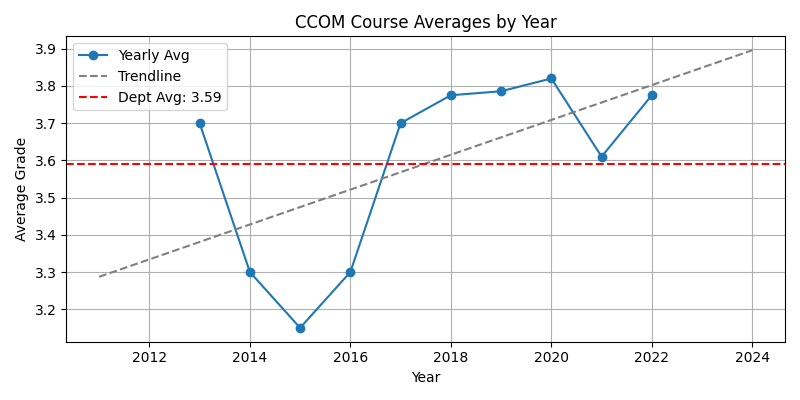 CCOM Course Averages by Year
Yearly Avg
Trendline
Dept Avg: 3.59
Average Grade
3.9
3.8
3.7
3.6
3.5
3.4
3.3
3.2
2012 2014 2016 2018 2020 2022 2024
Year